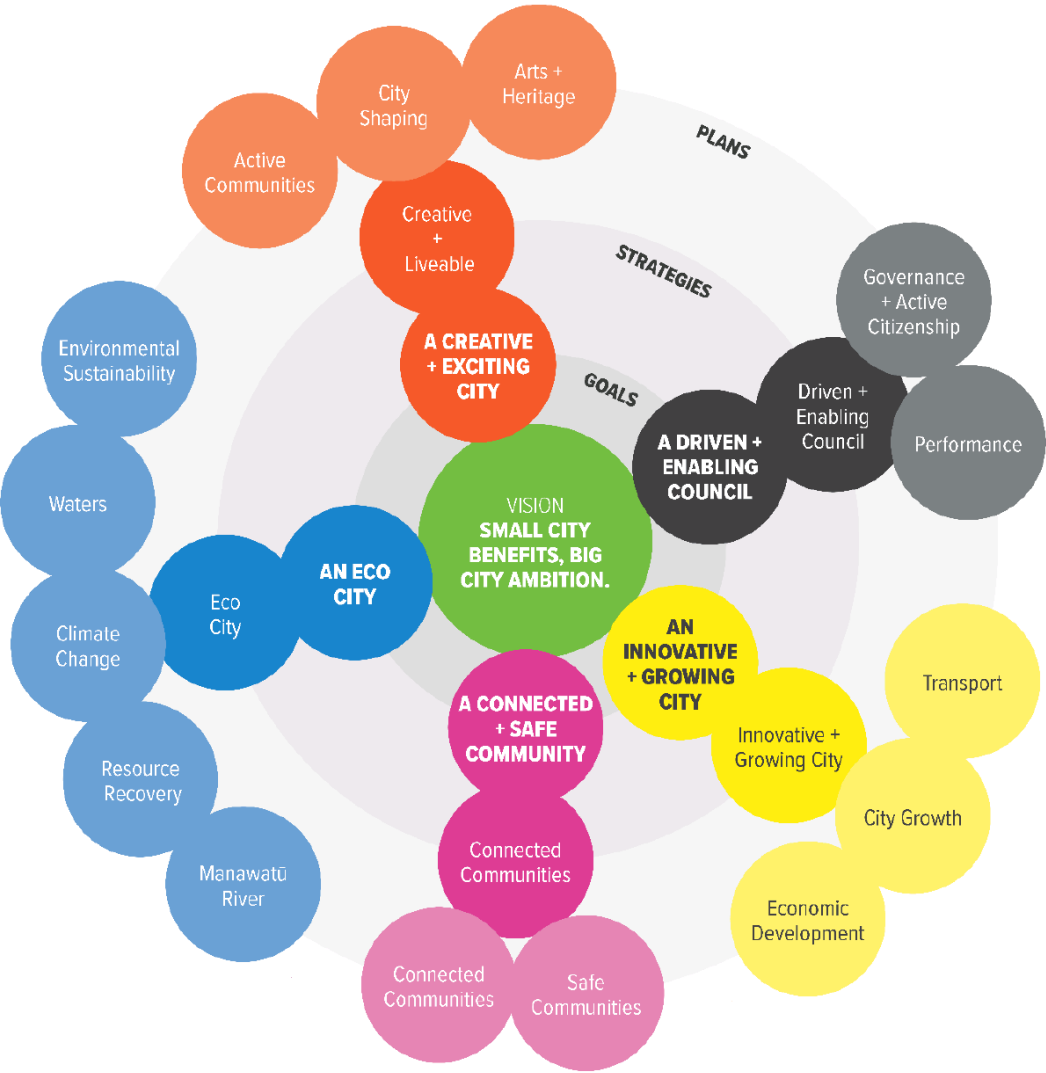 Arts +
Heritage
City
Shaping
Active
Communities
PLANS
Creative
+
Liveable
STRATEGIES
Governance
+ Active
Citizenship
A CREATIVE
+ EXCITING
CITY
GOALS
Environmental
Sustainability
Driven +
Enabling
Council
A DRIVEN +
ENABLING
COUNCIL
Performance
Waters
VISION
SMALL CITY
BENEFITS, BIG
CITY AMBITION.
AN ECO
CITY
Eco
City
Climate
Change
AN
INNOVATIVE
+ GROWING
CITY
Transport
A CONNECTED
+ SAFE
COMMUNITY
Innovative +
Growing City
Resource
Recovery
City Growth
Connected
Communities
Manawatū
River
Economic
Development
Connected
Communities
Safe
Communities